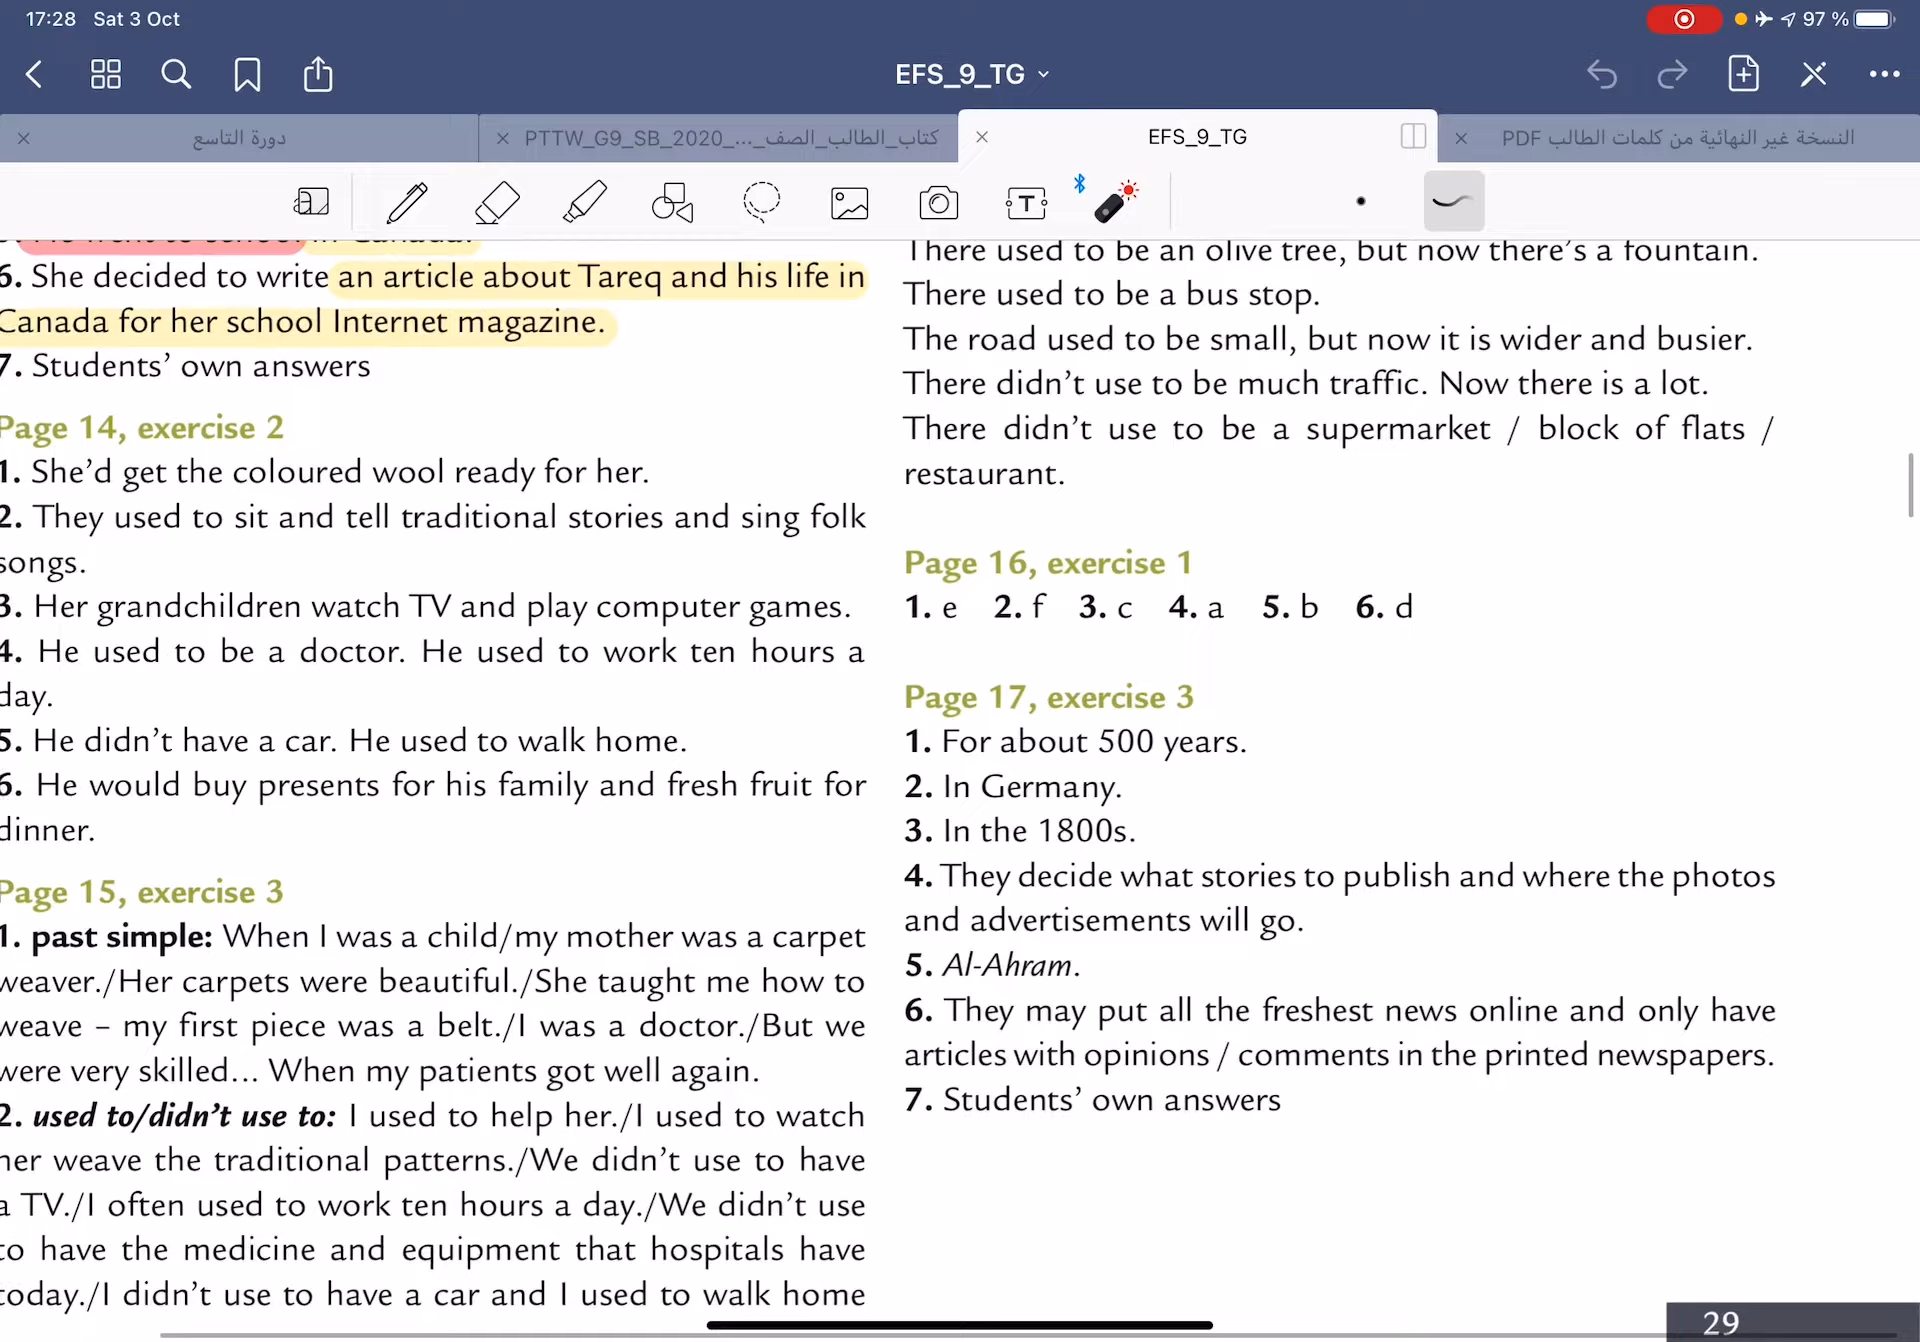 17:28 Sat 3 Oct
97 %
EFS_9_TG
دورة التاسع
PTTW_G9_SB_2020_..._كتاب_الطالب_الصف
EFS_9_TG
النسخة غير النهائية من كلمات الطالب PDF
6. She decided to write an article about Tareq and his life in
Canada for her school Internet magazine.
7. Students’ own answers
Page 14, exercise 2
1. She’d get the coloured wool ready for her.
2. They used to sit and tell traditional stories and sing folk
songs.
3. Her grandchildren watch TV and play computer games.
4. He used to be a doctor. He used to work ten hours a
day.
5. He didn’t have a car. He used to walk home.
6. He would buy presents for his family and fresh fruit for
dinner.
Page 15, exercise 3
1. past simple: When I was a child/my mother was a carpet
weaver./Her carpets were beautiful./She taught me how to
weave – my first piece was a belt./I was a doctor./But we
were very skilled... When my patients got well again.
2. used to/didn’t use to: I used to help her./I used to watch
her weave the traditional patterns./We didn’t use to have
a TV./I often used to work ten hours a day./We didn’t use
to have the medicine and equipment that hospitals have
today./I didn’t use to have a car and I used to walk home
There used to be an olive tree, but now there’s a fountain.
There used to be a bus stop.
The road used to be small, but now it is wider and busier.
There didn’t use to be much traffic. Now there is a lot.
There didn’t use to be a supermarket / block of flats /
restaurant.
Page 16, exercise 1
1. e 2. f 3. c 4. a 5. b 6. d
Page 17, exercise 3
1. For about 500 years.
2. In Germany.
3. In the 1800s.
4. They decide what stories to publish and where the photos
and advertisements will go.
5. Al-Ahram.
6. They may put all the freshest news online and only have
articles with opinions / comments in the printed newspapers.
7. Students’ own answers
29